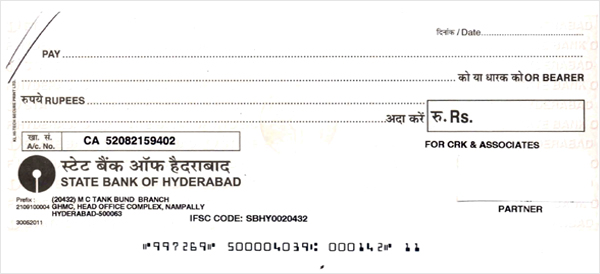 दिनांक/Date
PAY
को या धारक को OR BEARER
रुपये RUPEES
अदा करें रु. Rs.
खा. सं.
A/c. No. CA 52082159402
FOR CRK & ASSOCIATES
स्टेट बैंक ऑफ हैदराबाद
STATE BANK OF HYDERABAD
Prefix : (20432) M C TANK BUND BRANCH
2109100004 GHMC, HEAD OFFICE COMPLEX, NAMPALLY
HYDERABAD-500063
IFSC CODE: SBHY0020432
PARTNER
30052011
⑈997269⑈ 500004039⑆ 000142⑈ 11